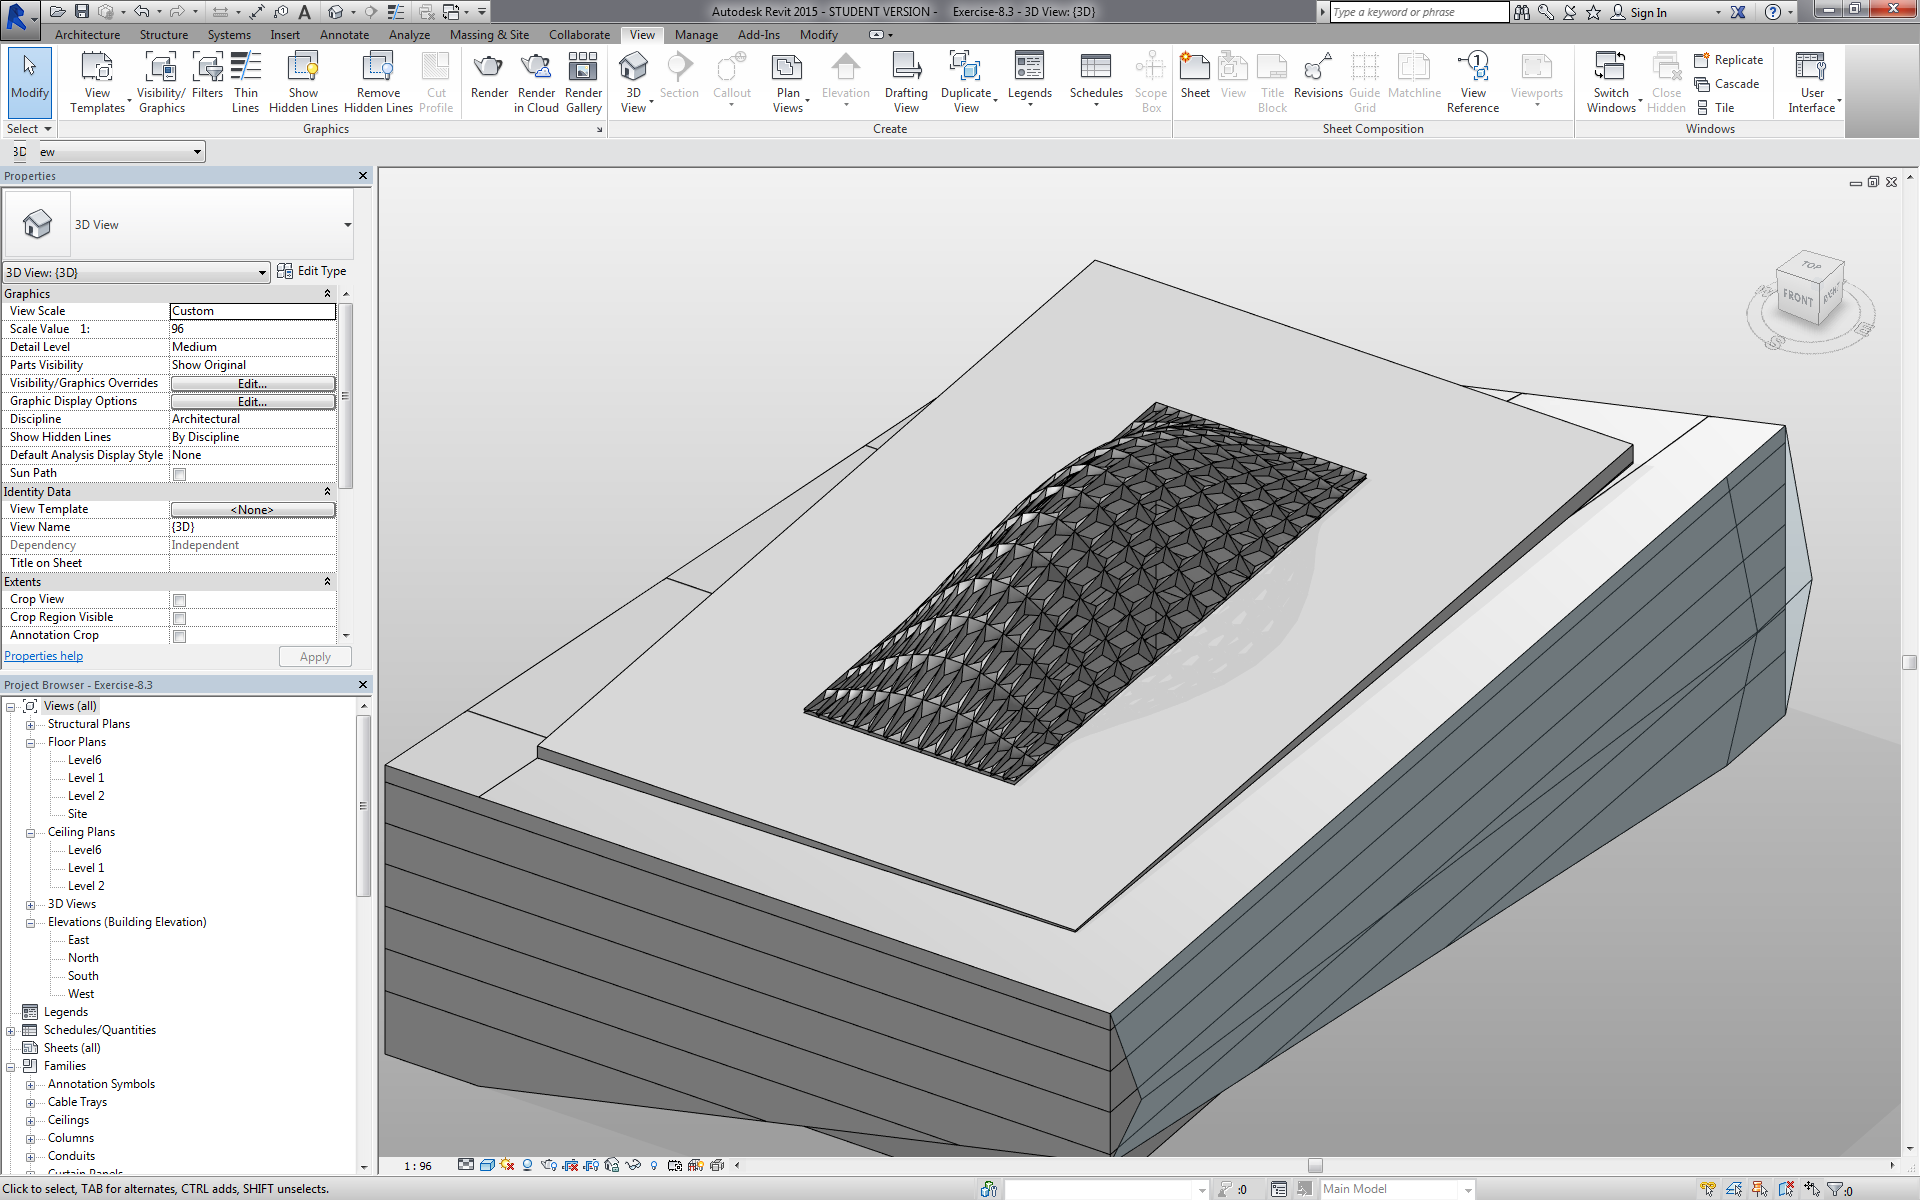 Autodesk Revit 2015 - STUDENT VERSION - Exercise-8.3 - 3D View: {3D}
Type a keyword or phrase
Sign In
Architecture Structure Systems Insert Annotate Analyze Massing & Site Collaborate View Manage Add-Ins Modify
Modify
View Templates
Visibility/ Graphics
Filters
Thin Lines
Show Hidden Lines
Remove Hidden Lines
Cut Profile
Render
Render in Cloud
Render Gallery
3D View
Section
Callout
Plan Views
Elevation
Drafting View
Duplicate View
Legends
Schedules
Scope Box
Sheet
View
Title Block
Revisions
Guide Grid
Matchline
View Reference
Viewports
Switch Windows
Close Hidden
Replicate
Cascade
Tile
User Interface
Select Graphics Create Sheet Composition Windows
3D ew
Properties
3D View
3D View: {3D} Edit Type
Graphics
View Scale Custom
Scale Value 1: 96
Detail Level Medium
Parts Visibility Show Original
Visibility/Graphics Overrides Edit...
Graphic Display Options Edit...
Discipline Architectural
Show Hidden Lines By Discipline
Default Analysis Display Style None
Sun Path
Identity Data
View Template <None>
View Name {3D}
Dependency Independent
Title on Sheet
Extents
Crop View
Crop Region Visible
Annotation Crop
Properties help Apply
Project Browser - Exercise-8.3
Views (all)
Structural Plans
Floor Plans
Level6
Level 1
Level 2
Site
Ceiling Plans
Level6
Level 1
Level 2
3D Views
Elevations (Building Elevation)
East
North
South
West
Legends
Schedules/Quantities
Sheets (all)
Families
Annotation Symbols
Cable Trays
Ceilings
Columns
Conduits
Curtain Panels
TOP
FRONT
RIGHT
S
E
1 : 96
Click to select, TAB for alternates, CTRL adds, SHIFT unselects.
:0
Main Model
:0